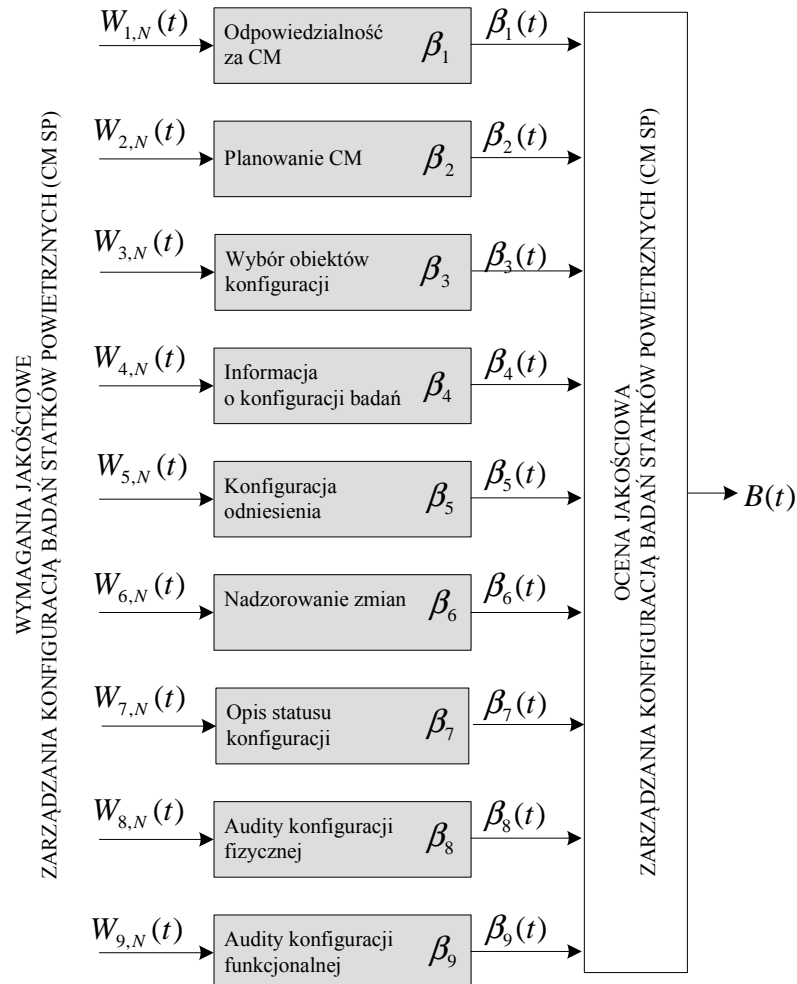 WYMAGANIA JAKOŚCIOWE
ZARZĄDZANIA KONFIGURACJĄ BADAŃ STATKÓW POWIETRZNYCH (CM SP)
W₁,N(t)
Odpowiedzialność
za CM
β₁
β₁(t)
W₂,N(t)
Planowanie CM
β₂
β₂(t)
W₃,N(t)
Wybór obiektów
konfiguracji
β₃
β₃(t)
W₄,N(t)
Informacja
o konfiguracji badań
β₄
β₄(t)
W₅,N(t)
Konfiguracja
odniesienia
β₅
β₅(t)
W₆,N(t)
Nadzorowanie zmian
β₆
β₆(t)
W₇,N(t)
Opis statusu
konfiguracji
β₇
β₇(t)
W₈,N(t)
Audity konfiguracji
fizycznej
β₈
β₈(t)
W₉,N(t)
Audity konfiguracji
funkcjonalnej
β₉
β₉(t)
OCENA JAKOŚCIOWA
ZARZĄDZANIA KONFIGURACJĄ BADAŃ STATKÓW POWIETRZNYCH (CM SP)
B(t)